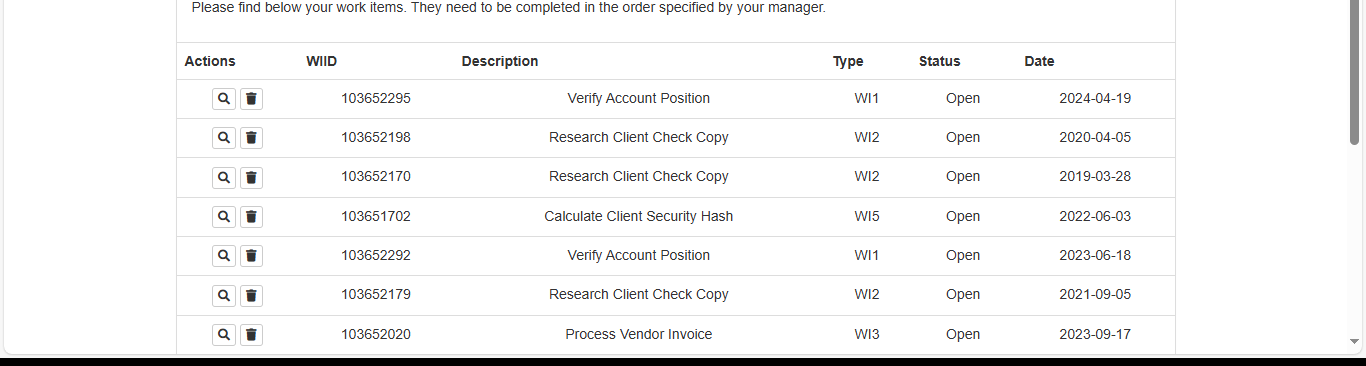 Please find below your work items. They need to be completed in the order specified by your manager.
Actions WIID Description Type Status Date
103652295 Verify Account Position WI1 Open 2024-04-19
103652198 Research Client Check Copy WI2 Open 2020-04-05
103652170 Research Client Check Copy WI2 Open 2019-03-28
103651702 Calculate Client Security Hash WI5 Open 2022-06-03
103652292 Verify Account Position WI1 Open 2023-06-18
103652179 Research Client Check Copy WI2 Open 2021-09-05
103652020 Process Vendor Invoice WI3 Open 2023-09-17